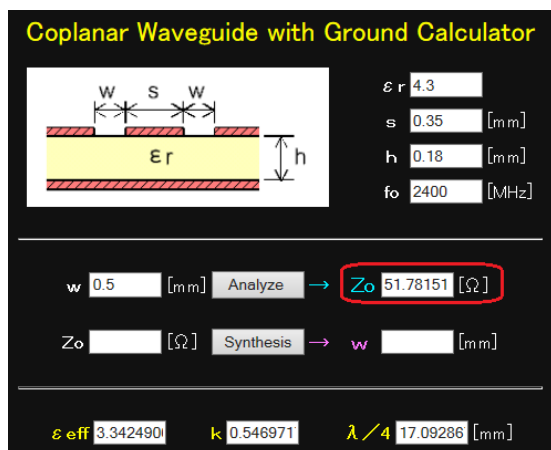 Coplanar Waveguide with Ground Calculator
w s w
εr
h
εr 4.3
s 0.35 [mm]
h 0.18 [mm]
fo 2400 [MHz]
w 0.5 [mm] Analyze → Zo 51.78151 [Ω]
Zo [Ω] Synthesis → w [mm]
εeff 3.342490 k 0.546971 λ/4 17.09286 [mm]